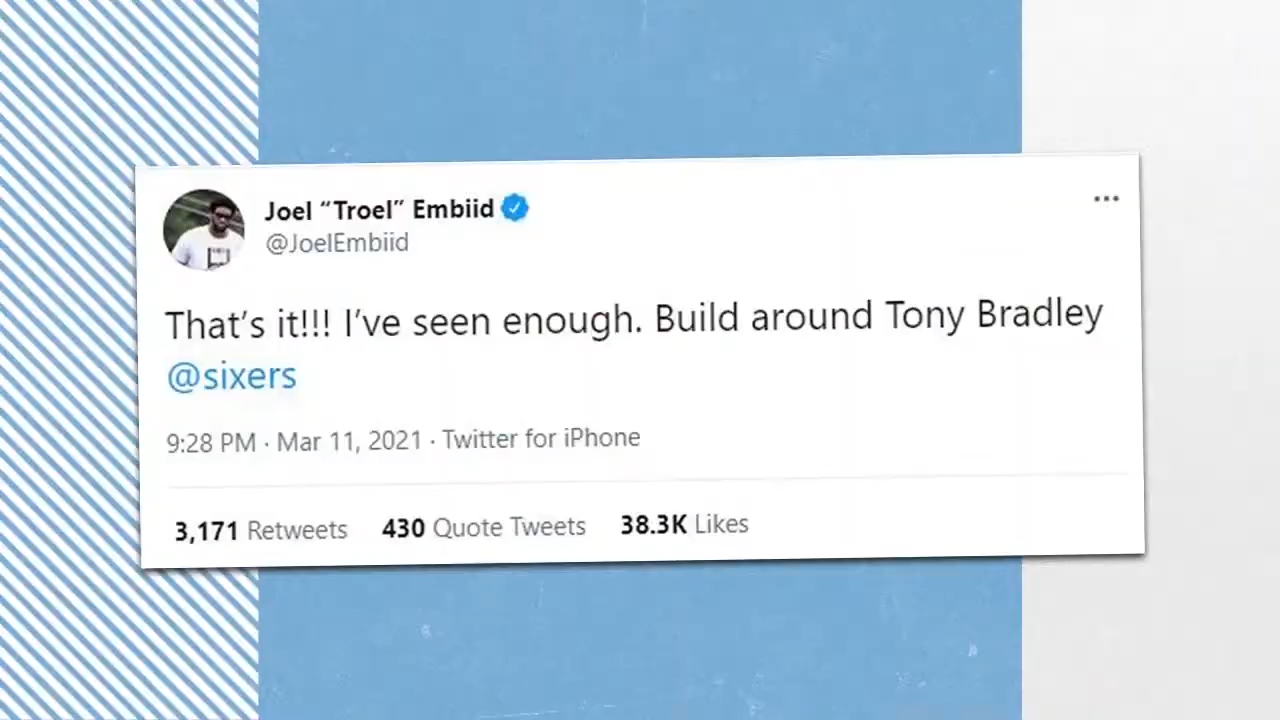 Joel “Troel” Embiid
@JoelEmbiid
That’s it!!! I’ve seen enough. Build around Tony Bradley
@sixers
9:28 PM · Mar 11, 2021 · Twitter for iPhone
3,171 Retweets 430 Quote Tweets 38.3K Likes